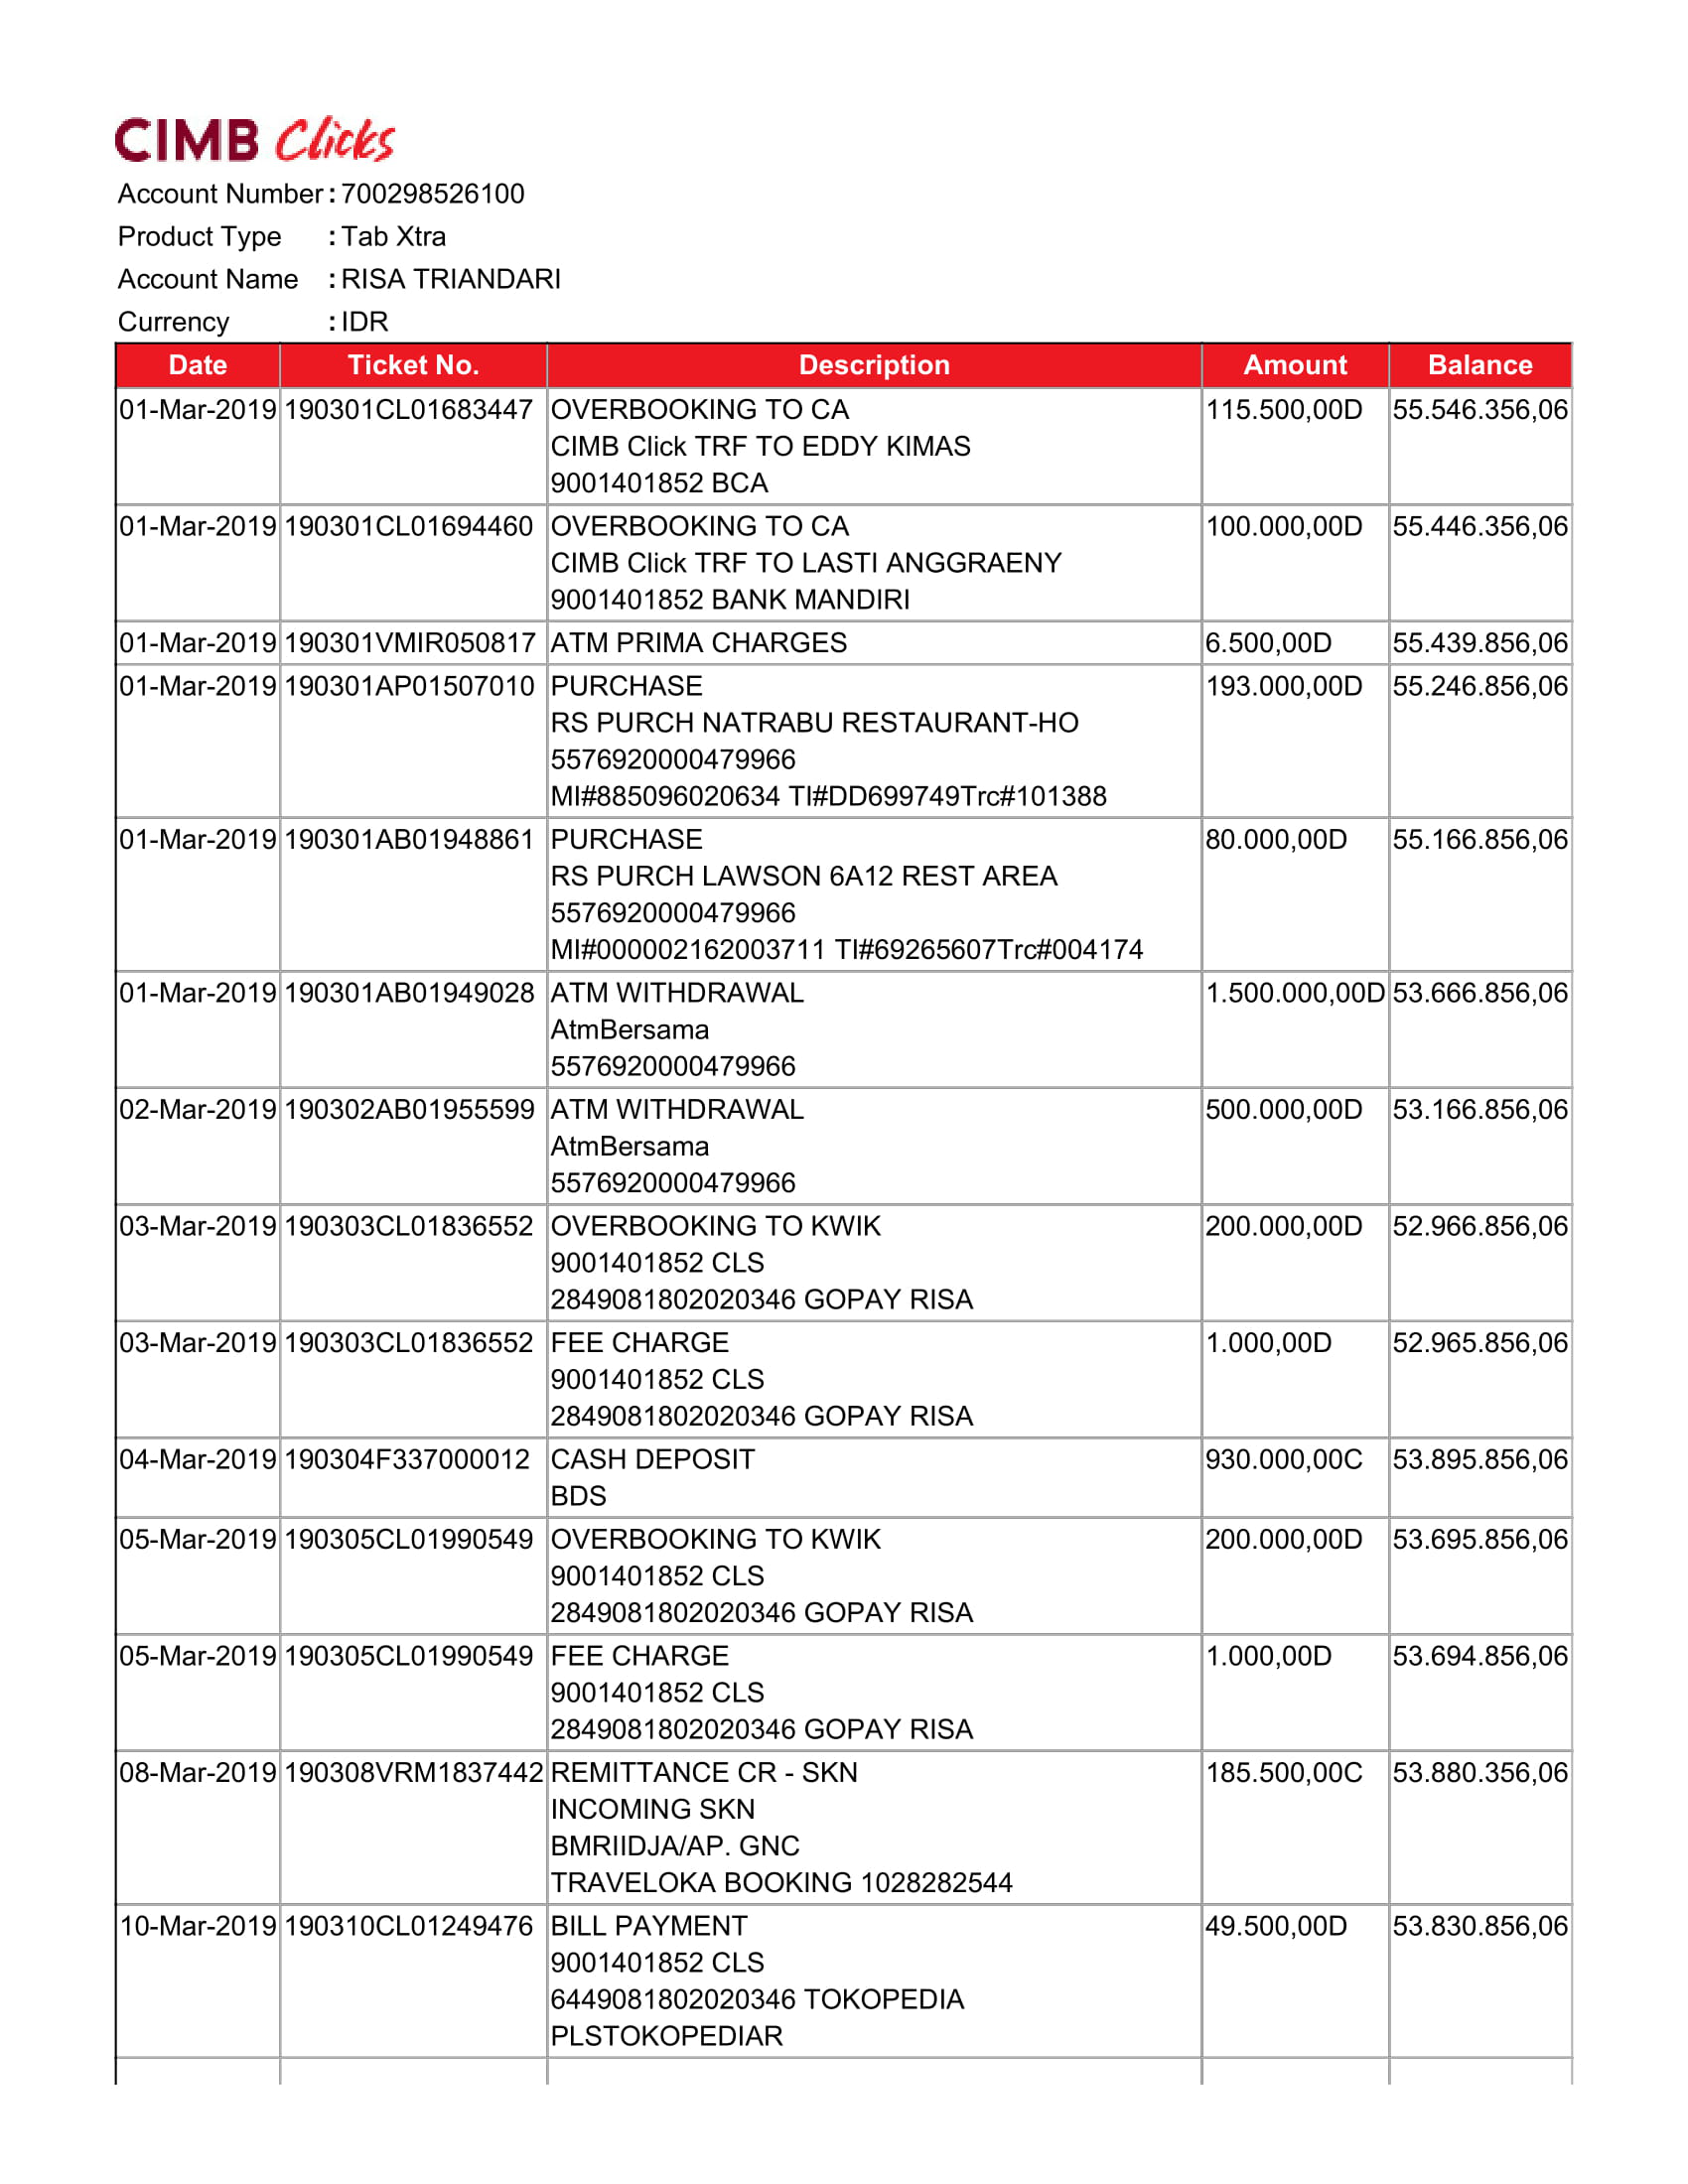 CIMB Clicks
Account Number : 700298526100
Product Type : Tab Xtra
Account Name : RISA TRIANDARI
Currency : IDR
Date Ticket No. Description Amount Balance
01-Mar-2019 190301CL01683447 OVERBOOKING TO CA 115.500,00D 55.546.356,06
CIMB Click TRF TO EDDY KIMAS
9001401852 BCA
01-Mar-2019 190301CL01694460 OVERBOOKING TO CA 100.000,00D 55.446.356,06
CIMB Click TRF TO LASTI ANGGRAENY
9001401852 BANK MANDIRI
01-Mar-2019 190301VMIR050817 ATM PRIMA CHARGES 6.500,00D 55.439.856,06
01-Mar-2019 190301AP01507010 PURCHASE 193.000,00D 55.246.856,06
RS PURCH NATRABU RESTAURANT-HO
5576920000479966
MI#885096020634 TI#DD699749Trc#101388
01-Mar-2019 190301AB01948861 PURCHASE 80.000,00D 55.166.856,06
RS PURCH LAWSON 6A12 REST AREA
5576920000479966
MI#000002162003711 TI#69265607Trc#004174
01-Mar-2019 190301AB01949028 ATM WITHDRAWAL 1.500.000,00D 53.666.856,06
AtmBersama
5576920000479966
02-Mar-2019 190302AB01955599 ATM WITHDRAWAL 500.000,00D 53.166.856,06
AtmBersama
5576920000479966
03-Mar-2019 190303CL01836552 OVERBOOKING TO KWIK 200.000,00D 52.966.856,06
9001401852 CLS
2849081802020346 GOPAY RISA
03-Mar-2019 190303CL01836552 FEE CHARGE 1.000,00D 52.965.856,06
9001401852 CLS
2849081802020346 GOPAY RISA
04-Mar-2019 190304F337000012 CASH DEPOSIT 930.000,00C 53.895.856,06
BDS
05-Mar-2019 190305CL01990549 OVERBOOKING TO KWIK 200.000,00D 53.695.856,06
9001401852 CLS
2849081802020346 GOPAY RISA
05-Mar-2019 190305CL01990549 FEE CHARGE 1.000,00D 53.694.856,06
9001401852 CLS
2849081802020346 GOPAY RISA
08-Mar-2019 190308VRM1837442 REMITTANCE CR - SKN 185.500,00C 53.880.356,06
INCOMING SKN
BMRIIDJA/AP. GNC
TRAVELOKA BOOKING 1028282544
10-Mar-2019 190310CL01249476 BILL PAYMENT 49.500,00D 53.830.856,06
9001401852 CLS
6449081802020346 TOKOPEDIA
PLSTOKOPEDIAR